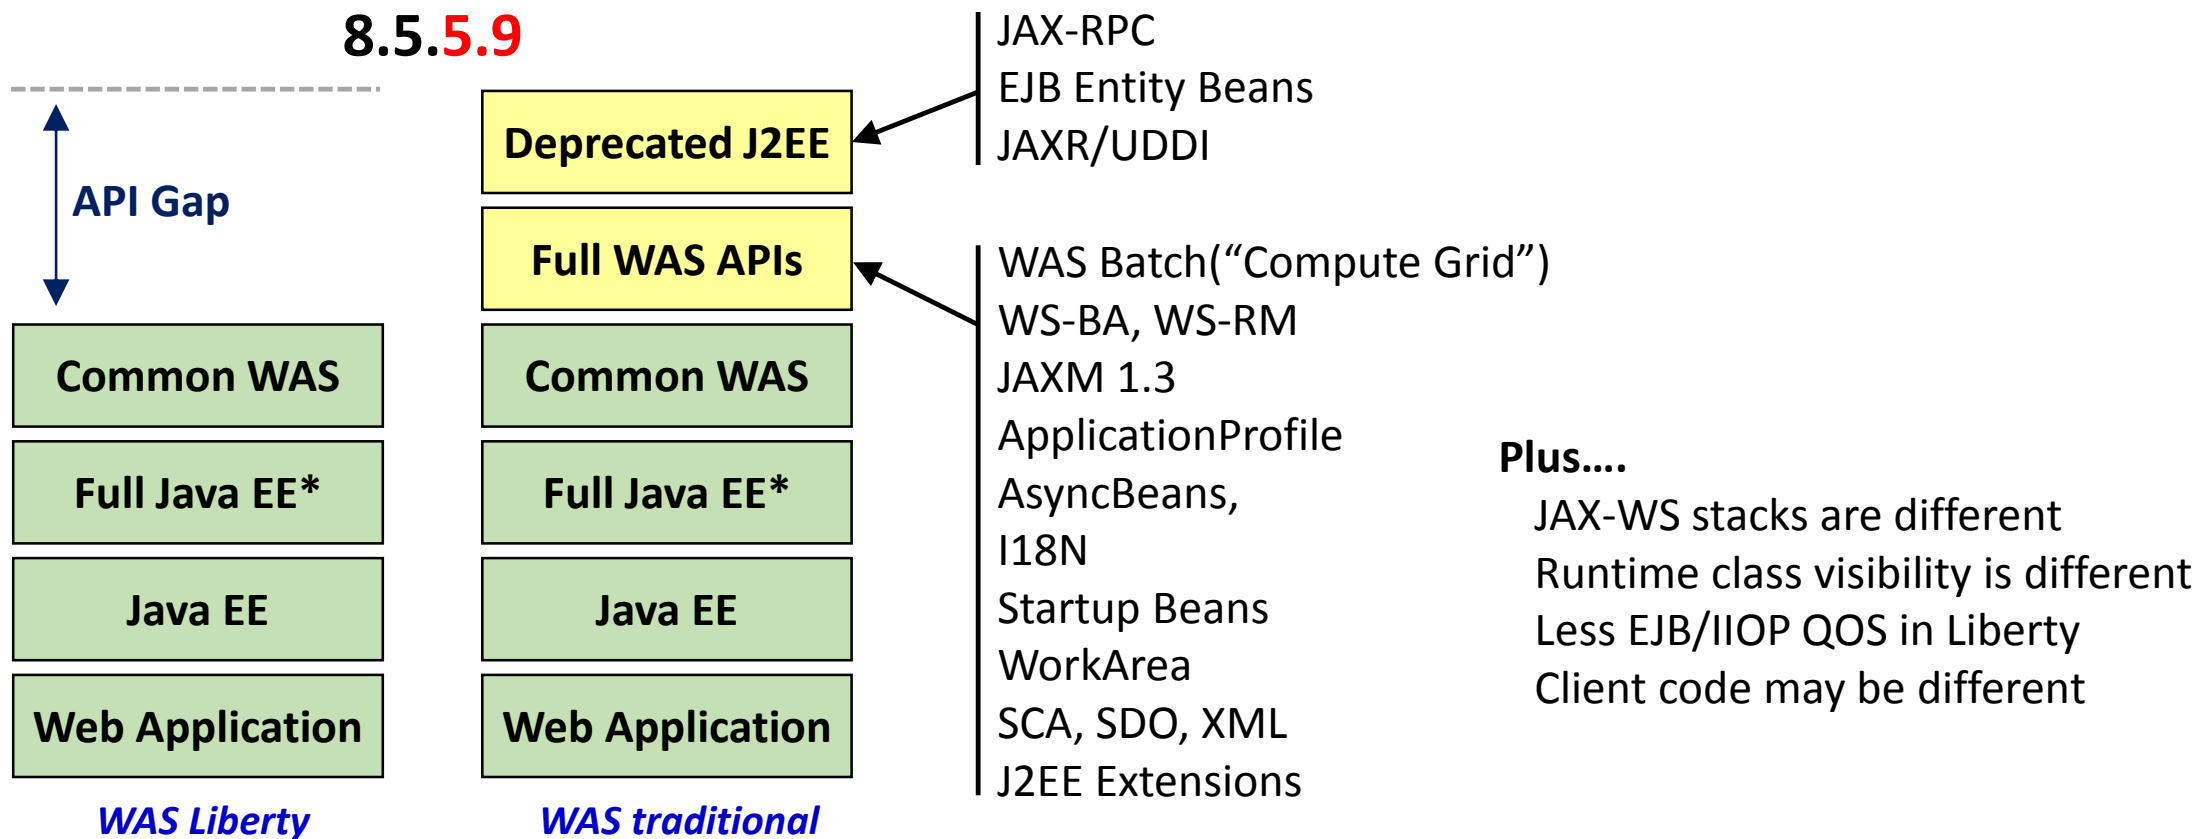 8.5.5.9
API Gap
Common WAS
Full Java EE*
Java EE
Web Application
WAS Liberty
Deprecated J2EE
Full WAS APIs
Common WAS
Full Java EE*
Java EE
Web Application
WAS traditional
JAX-RPC
EJB Entity Beans
JAXR/UDDI
WAS Batch(“Compute Grid”)
WS-BA, WS-RM
JAXM 1.3
ApplicationProfile
AsyncBeans,
I18N
Startup Beans
WorkArea
SCA, SDO, XML
J2EE Extensions
Plus....
JAX-WS stacks are different
Runtime class visibility is different
Less EJB/IIOP QOS in Liberty
Client code may be different